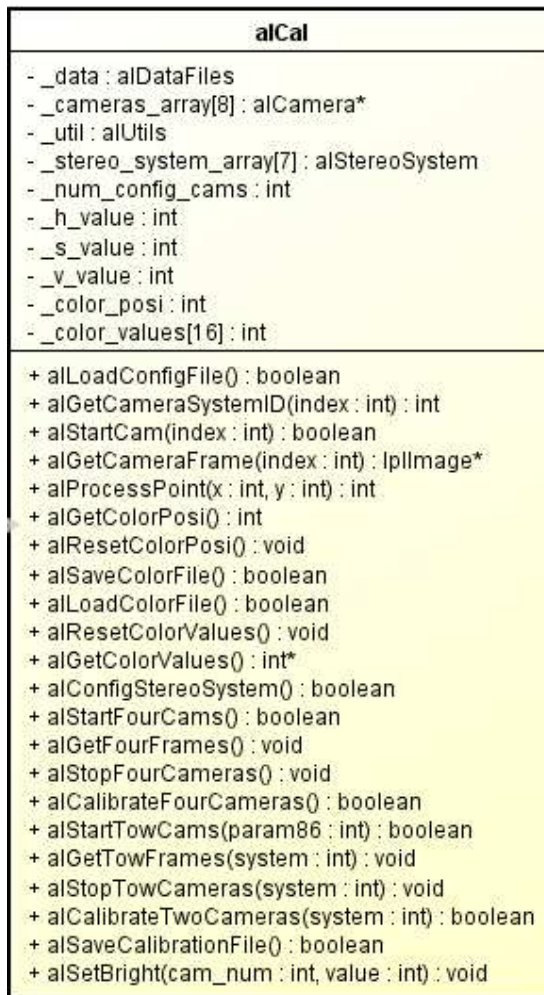 alCal
- _data : alDataFiles
- _cameras_array[8] : alCamera*
- _util : alUtils
- _stereo_system_array[7] : alStereoSystem
- _num_config_cams : int
- _h_value : int
- _s_value : int
- _v_value : int
- _color_posi : int
- _color_values[16] : int
+ alLoadConfigFile() : boolean
+ alGetCameraSystemID(index : int) : int
+ alStartCam(index : int) : boolean
+ alGetCameraFrame(index : int) : IplImage*
+ alProcessPoint(x : int, y : int) : int
+ alGetColorPosi() : int
+ alResetColorPosi() : void
+ alSaveColorFile() : boolean
+ alLoadColorFile() : boolean
+ alResetColorValues() : void
+ alGetColorValues() : int*
+ alConfigStereoSystem() : boolean
+ alStartFourCams() : boolean
+ alGetFourFrames() : void
+ alStopFourCameras() : void
+ alCalibrateFourCameras() : boolean
+ alStartTowCams(param86 : int) : boolean
+ alGetTowFrames(system : int) : void
+ alStopTowCameras(system : int) : void
+ alCalibrateTwoCameras(system : int) : boolean
+ alSaveCalibrationFile() : boolean
+ alSetBright(cam_num : int, value : int) : void